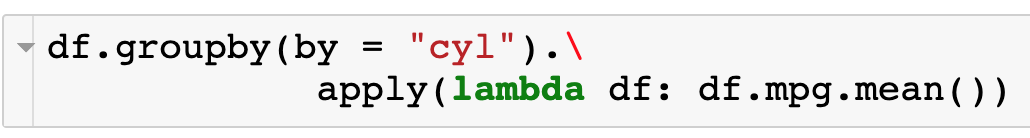 df.groupby(by = "cyl").\
apply(lambda df: df.mpg.mean())